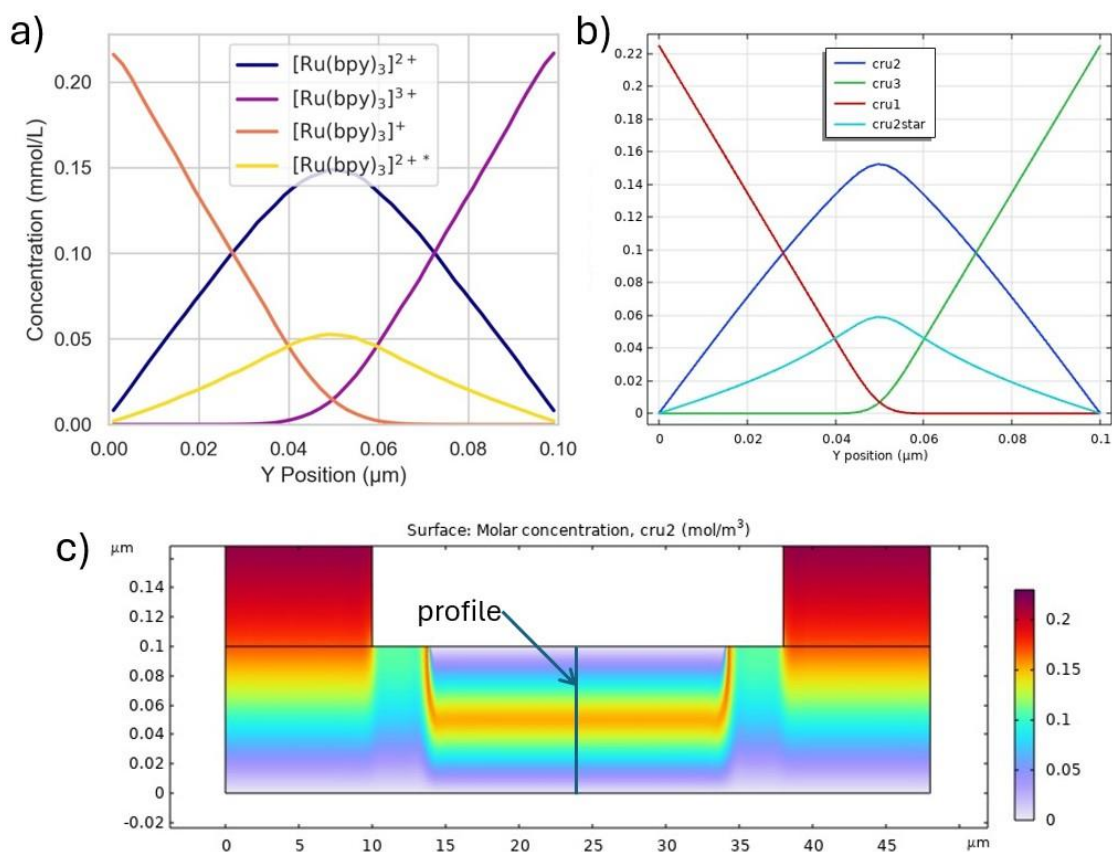 a)
Concentration (mmol/L)
0.20
0.15
0.10
0.05
0.00
[Ru(bpy)₃]²⁺
[Ru(bpy)₃]³⁺
[Ru(bpy)₃]⁺
[Ru(bpy)₃]²⁺*
0.00 0.02 0.04 0.06 0.08 0.10
Y Position (µm)
b)
0.22
0.2
0.18
0.16
0.14
0.12
0.1
0.08
0.06
0.04
0.02
0
cru2
cru3
cru1
cru2star
0 0.02 0.04 0.06 0.08 0.1
Y position (µm)
c)
Surface: Molar concentration, cru2 (mol/m³)
µm
0.14
0.12
0.1
0.08
0.06
0.04
0.02
0
-0.02
profile
0.2
0.15
0.1
0.05
0
0 5 10 15 20 25 30 35 40 45 µm